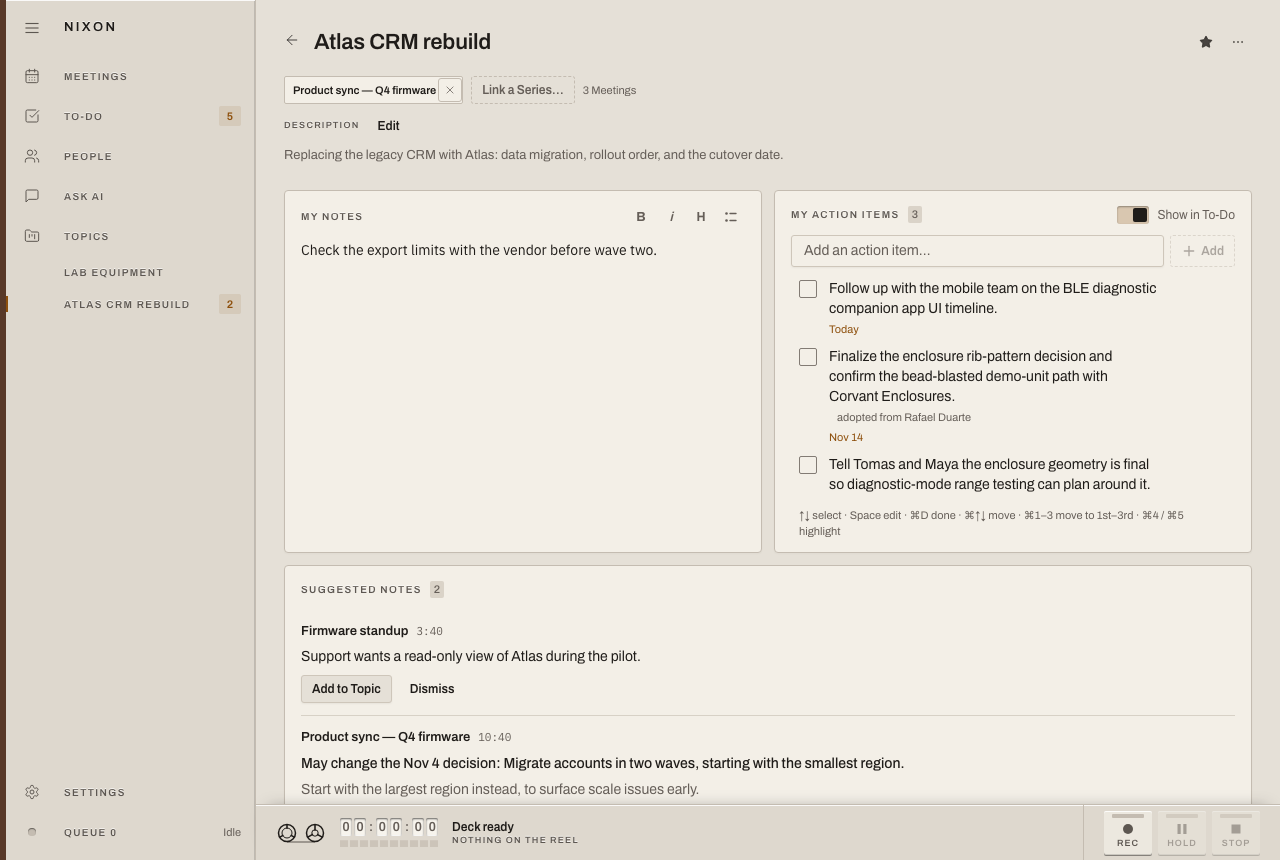 NIXON
MEETINGS
TO-DO 5
PEOPLE
ASK AI
TOPICS
LAB EQUIPMENT
ATLAS CRM REBUILD 2
SETTINGS
QUEUE 0 Idle
Atlas CRM rebuild
Product sync — Q4 firmware Link a Series... 3 Meetings
DESCRIPTION Edit
Replacing the legacy CRM with Atlas: data migration, rollout order, and the cutover date.
MY NOTES B i H
Check the export limits with the vendor before wave two.
MY ACTION ITEMS 3 Show in To-Do
Add an action item... + Add
Follow up with the mobile team on the BLE diagnostic
companion app UI timeline.
Today
Finalize the enclosure rib-pattern decision and
confirm the bead-blasted demo-unit path with
Corvant Enclosures.
adopted from Rafael Duarte
Nov 14
Tell Tomas and Maya the enclosure geometry is final
so diagnostic-mode range testing can plan around it.
↑↓ select · Space edit · ⌘D done · ⌘↑↓ move · ⌘1–3 move to 1st–3rd · ⌘4 / ⌘5
highlight
SUGGESTED NOTES 2
Firmware standup 3:40
Support wants a read-only view of Atlas during the pilot.
Add to Topic Dismiss
Product sync — Q4 firmware 10:40
May change the Nov 4 decision: Migrate accounts in two waves, starting with the smallest region.
Start with the largest region instead, to surface scale issues early.
00:00:00 Deck ready
NOTHING ON THE REEL
REC HOLD STOP